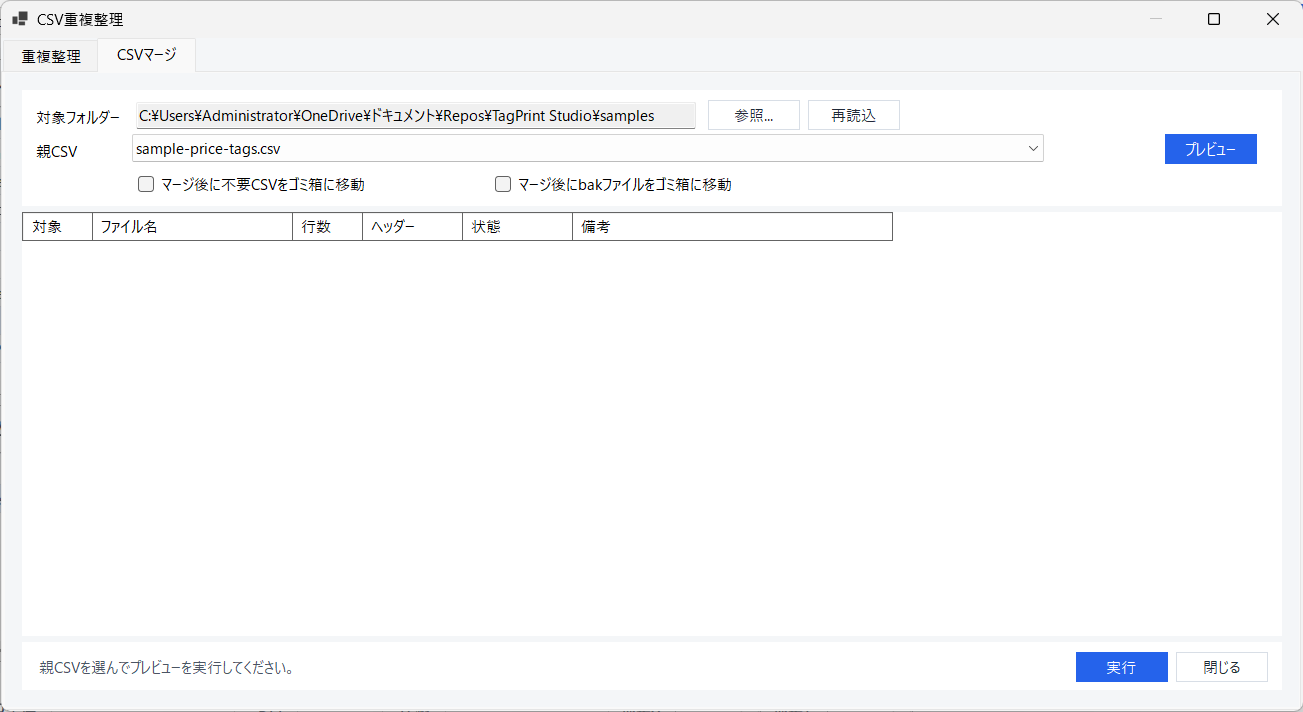 CSV重複整理
重複整理 CSVマージ
対象フォルダー C:¥Users¥Administrator¥OneDrive¥ドキュメント¥Repos¥TagPrint Studio¥samples 参照... 再読込
親CSV sample-price-tags.csv プレビュー
マージ後に不要CSVをゴミ箱に移動 マージ後にbakファイルをゴミ箱に移動
対象 ファイル名 行数 ヘッダー 状態 備考
親CSVを選んでプレビューを実行してください。 実行 閉じる